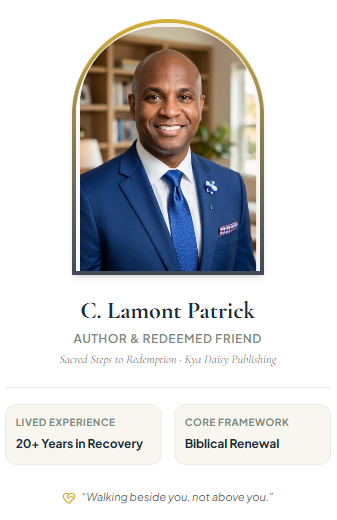 C. Lamont Patrick
AUTHOR & REDEEMED FRIEND
Sacred Steps to Redemption · Kya Daisy Publishing
LIVED EXPERIENCE
20+ Years in Recovery
CORE FRAMEWORK
Biblical Renewal
“Walking beside you, not above you.”